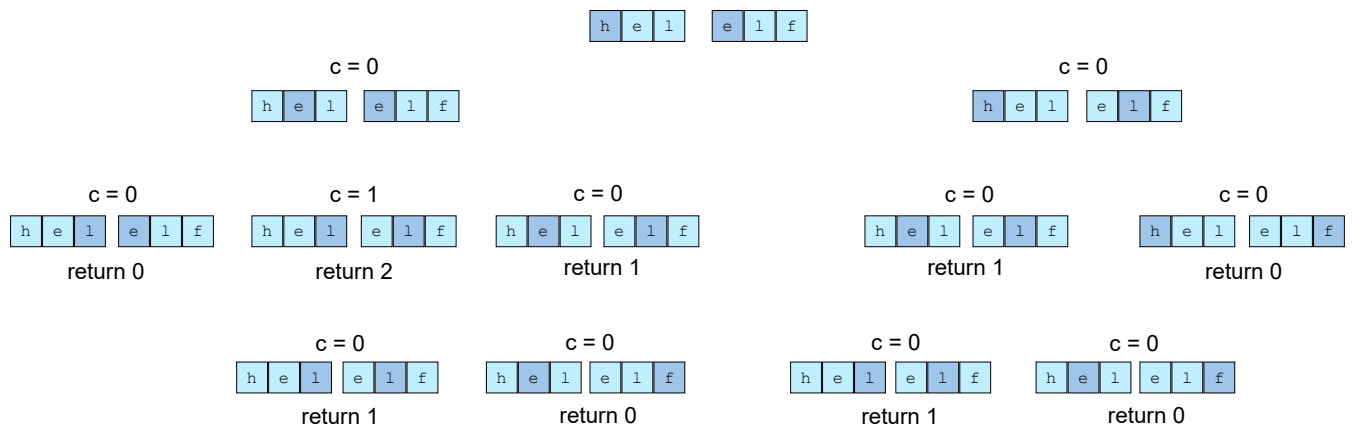 h e l e l f
c = 0 c = 0
h e l e l f h e l e l f
c = 0 c = 1 c = 0 c = 0 c = 0
h e l e l f h e l e l f h e l e l f h e l e l f h e l e l f
return 0 return 2 return 1 return 1 return 0
c = 0 c = 0 c = 0 c = 0
h e l e l f h e l e l f h e l e l f h e l e l f
return 1 return 0 return 1 return 0